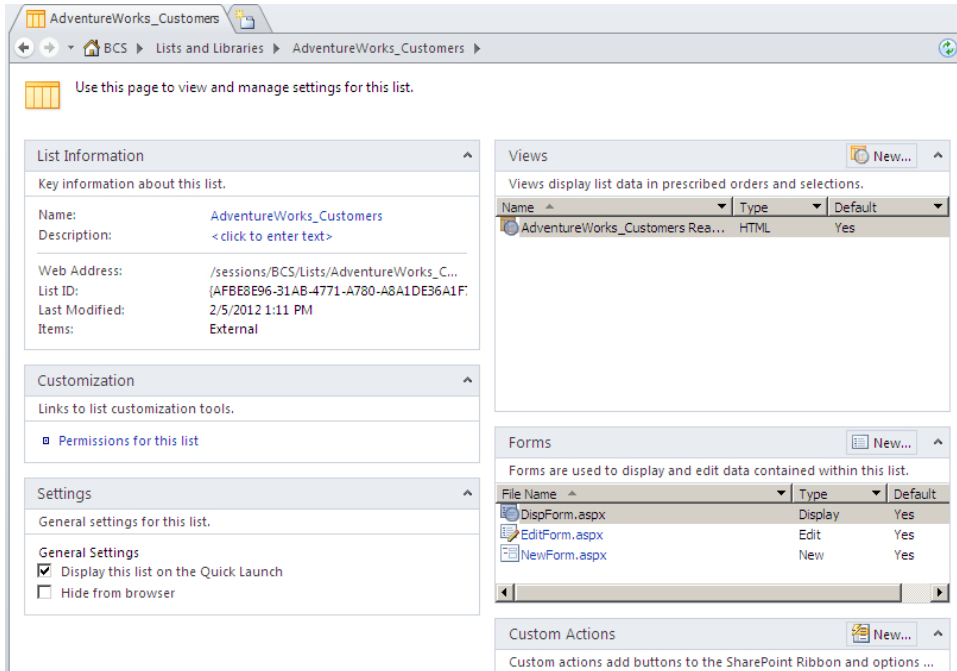 AdventureWorks_Customers
BCS Lists and Libraries AdventureWorks_Customers
Use this page to view and manage settings for this list.
List Information
Key information about this list.
Name: AdventureWorks_Customers
Description: <click to enter text>
Web Address: /sessions/BCS/Lists/AdventureWorks_C...
List ID: {AFBE8E96-31AB-4771-A780-A8A1DE36A1F7
Last Modified: 2/5/2012 1:11 PM
Items: External
Customization
Links to list customization tools.
Permissions for this list
Settings
General settings for this list.
General Settings
Display this list on the Quick Launch
Hide from browser
Views New...
Views display list data in prescribed orders and selections.
Name Type Default
AdventureWorks_Customers Rea... HTML Yes
Forms New...
Forms are used to display and edit data contained within this list.
File Name Type Default
DispForm.aspx Display Yes
EditForm.aspx Edit Yes
NewForm.aspx New Yes
Custom Actions New...
Custom actions add buttons to the SharePoint Ribbon and options ...